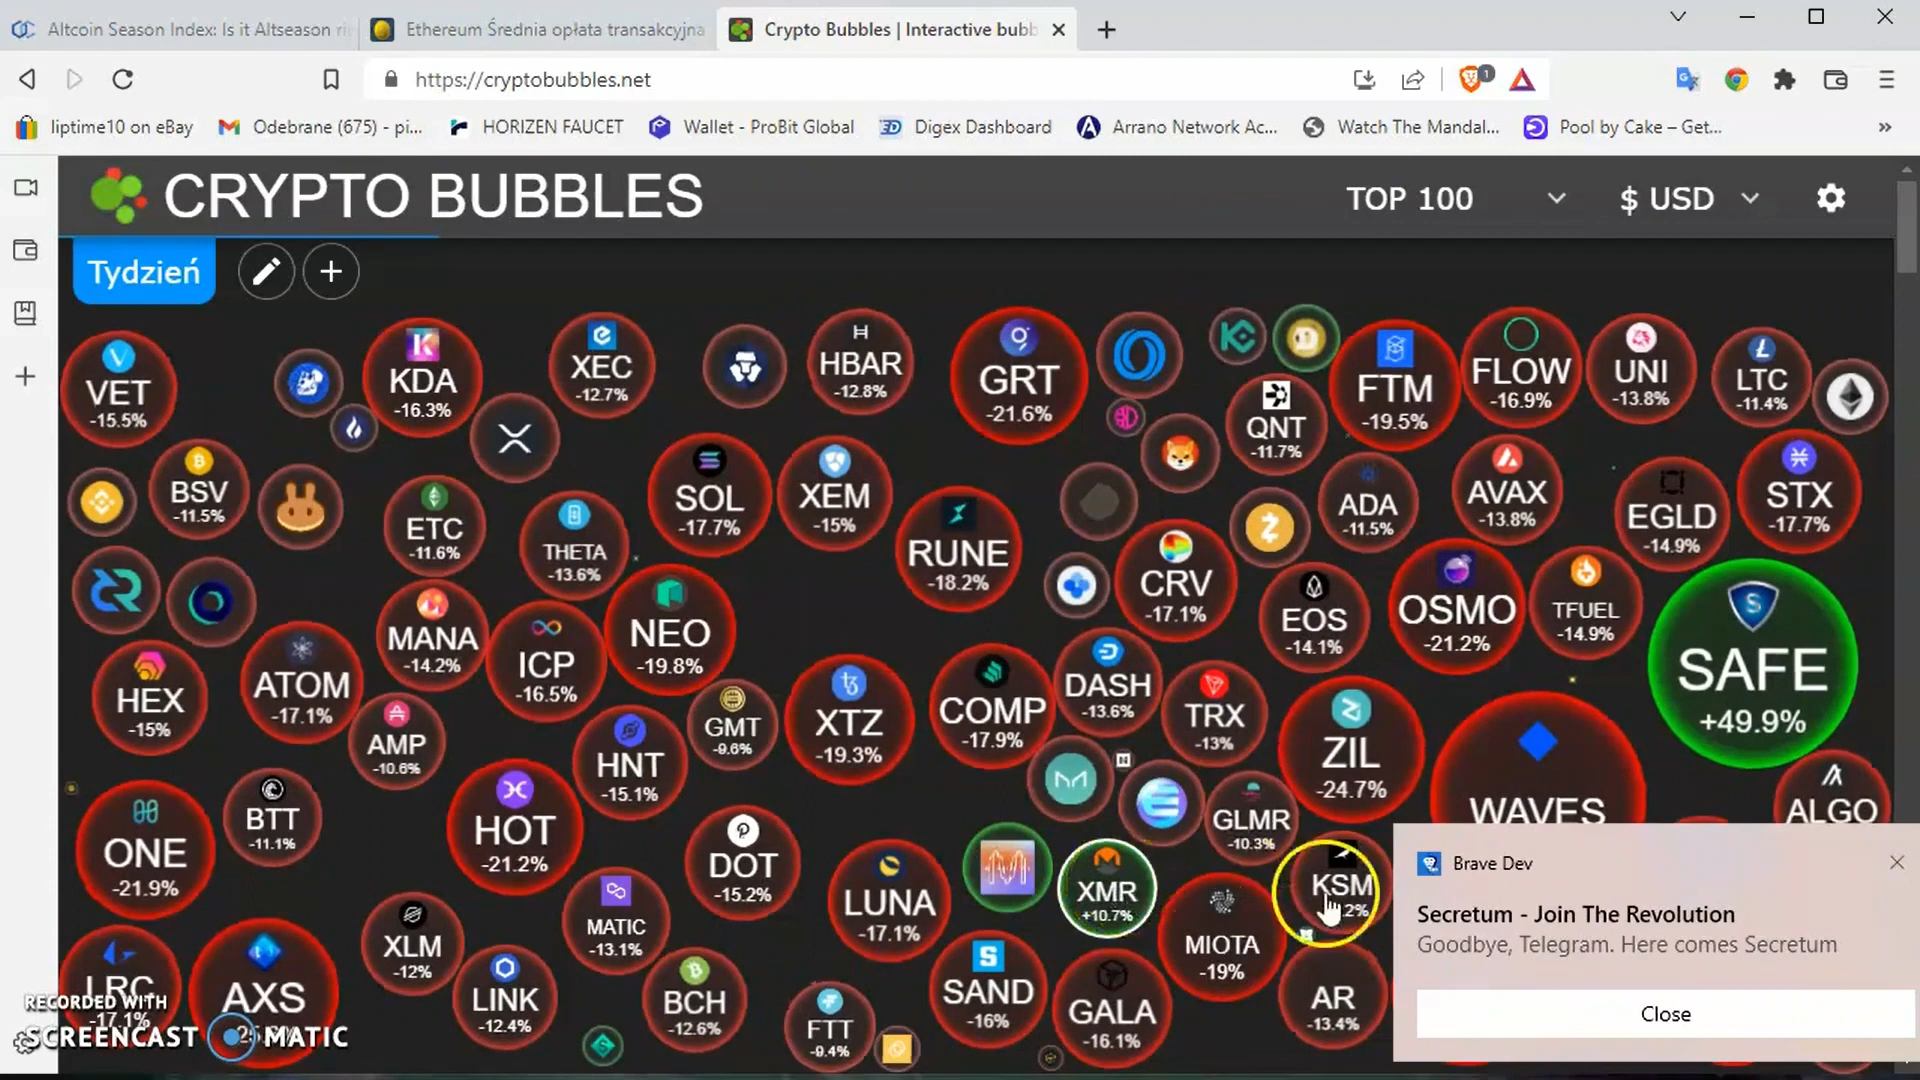 Altcoin Season Index: Is it Altseason ri
Ethereum Średnia opłata transakcyjna
Crypto Bubbles | Interactive bubb
https://cryptobubbles.net
1
liptime10 on eBay
Odebrane (675) - pi...
HORIZEN FAUCET
Wallet - ProBit Global
Digex Dashboard
Arrano Network Ac...
Watch The Mandal...
Pool by Cake – Get...
CRYPTO BUBBLES
TOP 100
$ USD
Tydzień
VET
-15.5%
KDA
-16.3%
XEC
-12.7%
HBAR
-12.8%
GRT
-21.6%
FTM
-19.5%
FLOW
-16.9%
UNI
-13.8%
LTC
-11.4%
QNT
-11.7%
BSV
-11.5%
ETC
-11.6%
THETA
-13.6%
SOL
-17.7%
XEM
-15%
RUNE
-18.2%
CRV
-17.1%
ADA
-11.5%
AVAX
-13.8%
EGLD
-14.9%
STX
-17.7%
HEX
-15%
ATOM
-17.1%
MANA
-14.2%
ICP
-16.5%
NEO
-19.8%
EOS
-14.1%
OSMO
-21.2%
TFUEL
-14.9%
SAFE
+49.9%
AMP
-10.6%
HNT
-15.1%
GMT
-9.6%
XTZ
-19.3%
COMP
-17.9%
DASH
-13.6%
TRX
-13%
ZIL
-24.7%
WAVES
ALGO
ONE
-21.9%
BTT
-11.1%
HOT
-21.2%
DOT
-15.2%
LUNA
-17.1%
XMR
+10.7%
GLMR
-10.3%
KSM
.2%
MIOTA
-19%
LRC
-17.1%
AXS
XLM
-12%
LINK
-12.4%
MATIC
-13.1%
BCH
-12.6%
FTT
-9.4%
SAND
-16%
GALA
-16.1%
AR
-13.4%
Brave Dev
Secretum - Join The Revolution
Goodbye, Telegram. Here comes Secretum
Close
RECORDED WITH
SCREENCAST MATIC